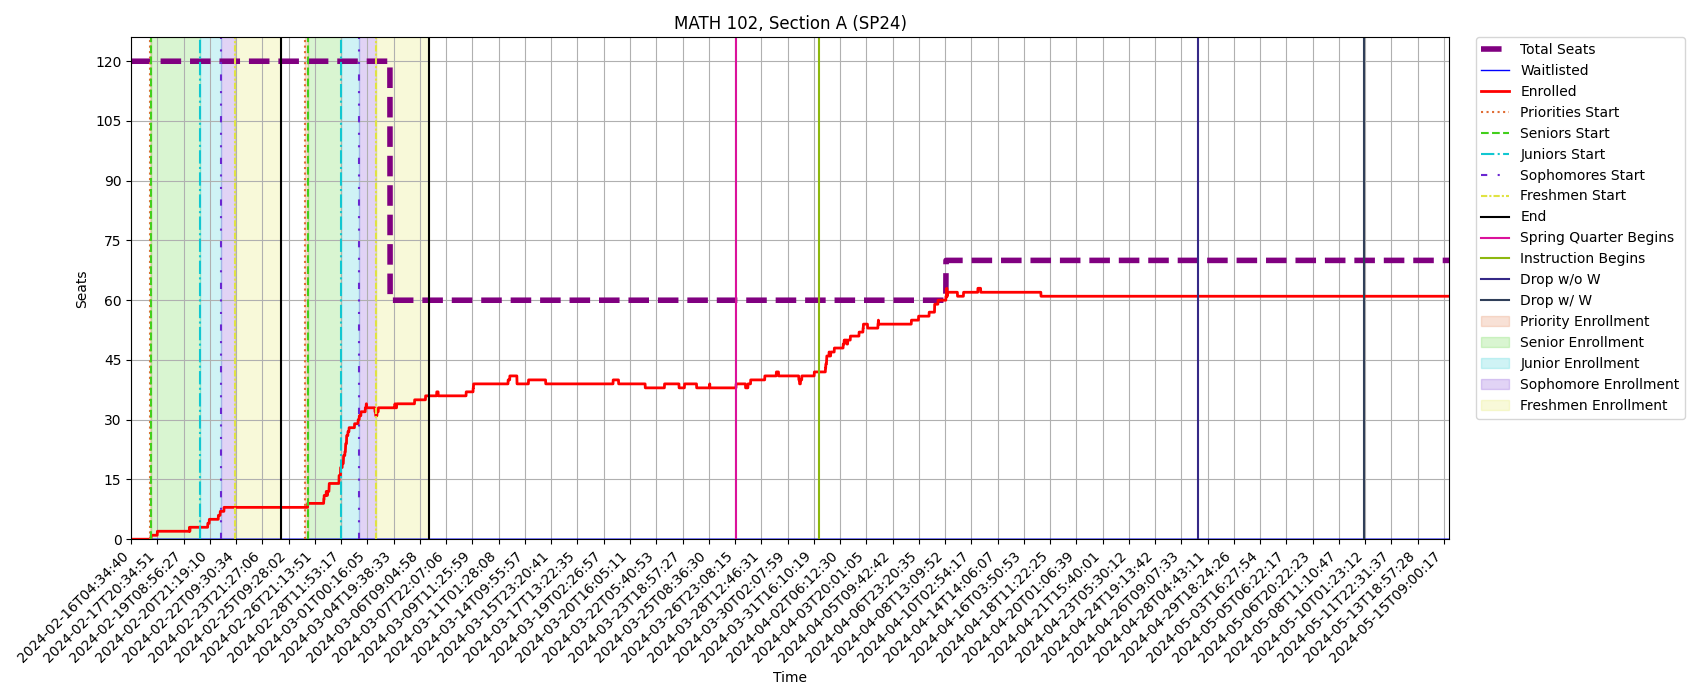 MATH 102, Section A (SP24)
Seats
120
105
90
75
60
45
30
15
0
2024-02-16T04:34:40
2024-02-17T20:34:51
2024-02-19T08:56:27
2024-02-20T21:19:10
2024-02-22T09:30:34
2024-02-23T21:27:06
2024-02-25T09:28:02
2024-02-26T21:13:51
2024-02-28T11:53:17
2024-03-01T00:16:05
2024-03-04T19:38:33
2024-03-06T09:04:58
2024-03-07T22:07:06
2024-03-09T11:25:59
2024-03-11T01:28:08
2024-03-14T09:55:57
2024-03-15T23:20:41
2024-03-17T13:22:35
2024-03-19T02:26:57
2024-03-20T16:05:11
2024-03-22T05:40:53
2024-03-23T18:57:27
2024-03-25T08:36:30
2024-03-26T23:08:15
2024-03-28T12:46:31
2024-03-30T02:07:59
2024-03-31T16:10:19
2024-04-02T06:12:30
2024-04-03T20:01:05
2024-04-05T09:42:42
2024-04-06T23:20:35
2024-04-08T13:09:52
2024-04-10T02:54:17
2024-04-14T14:06:07
2024-04-16T03:50:53
2024-04-18T11:22:25
2024-04-20T01:06:39
2024-04-21T15:40:01
2024-04-23T05:30:12
2024-04-24T19:13:42
2024-04-26T09:07:33
2024-04-28T04:43:11
2024-04-29T18:24:26
2024-05-03T16:27:54
2024-05-05T06:22:17
2024-05-06T20:22:23
2024-05-08T11:10:47
2024-05-10T01:23:12
2024-05-11T22:31:37
2024-05-13T18:57:28
2024-05-15T09:00:17
Time
Total Seats
Waitlisted
Enrolled
Priorities Start
Seniors Start
Juniors Start
Sophomores Start
Freshmen Start
End
Spring Quarter Begins
Instruction Begins
Drop w/o W
Drop w/ W
Priority Enrollment
Senior Enrollment
Junior Enrollment
Sophomore Enrollment
Freshmen Enrollment